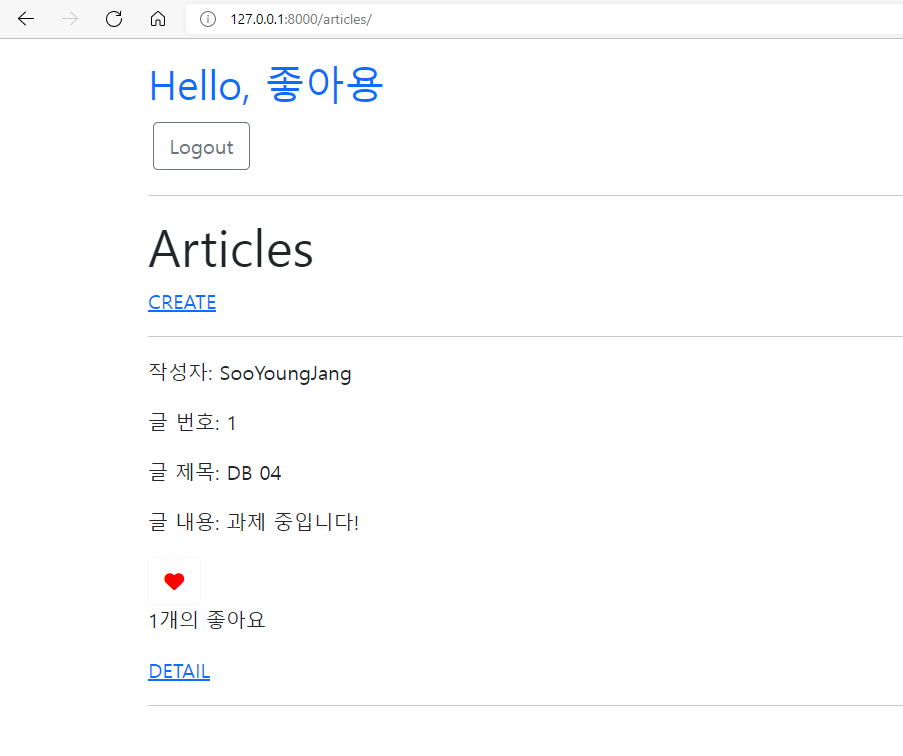 127.0.0.1:8000/articles/
Hello, 좋아용
Logout
Articles
CREATE
작성자: SooYoungJang
글 번호: 1
글 제목: DB 04
글 내용: 과제 중입니다!
1개의 좋아요
DETAIL